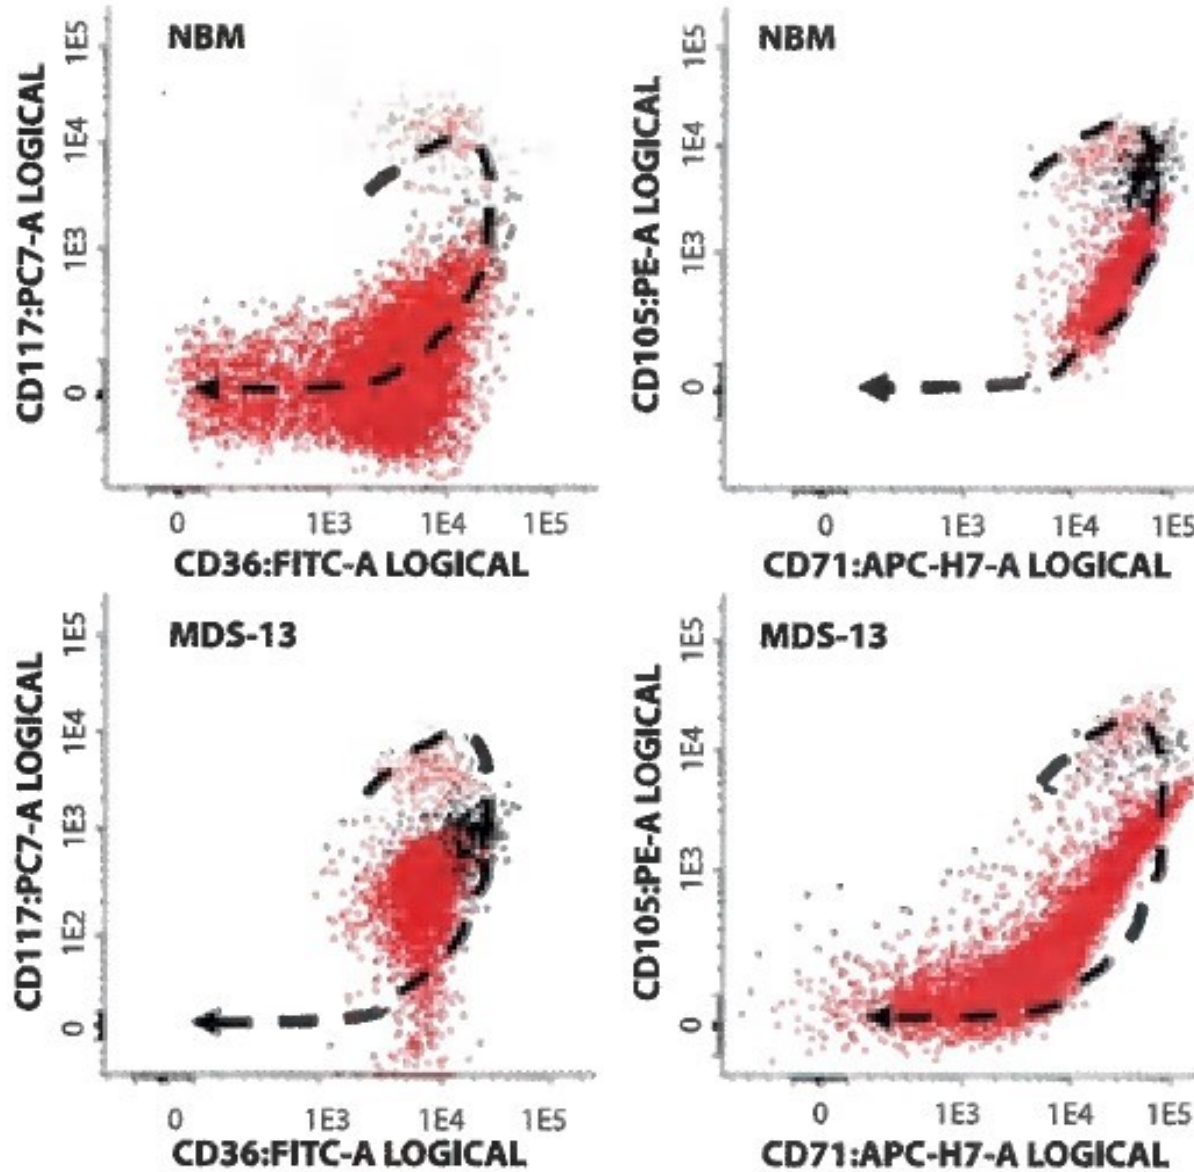 NBM
1E5
1E4
1E3
0
CD117:PC7-A LOGICAL
0 1E3 1E4 1E5
CD36:FITC-A LOGICAL
NBM
1E5
1E4
1E3
0
CD105:PE-A LOGICAL
0 1E3 1E4 1E5
CD71:APC-H7-A LOGICAL
MDS-13
1E5
1E4
1E3
1E2
0
CD117:PC7-A LOGICAL
0 1E3 1E4 1E5
CD36:FITC-A LOGICAL
MDS-13
1E5
1E4
1E3
0
CD105:PE-A LOGICAL
0 1E3 1E4 1E5
CD71:APC-H7-A LOGICAL